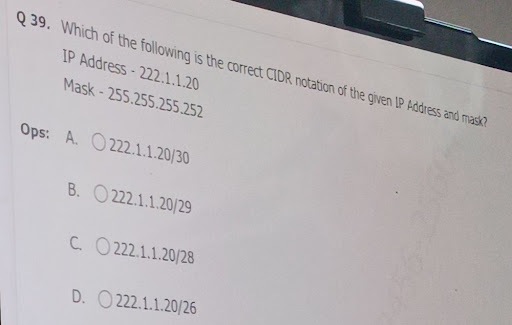 Q 39. Which of the following is the correct CIDR notation of the given IP Address and mask?
IP Address - 222.1.1.20
Mask - 255.255.255.252
Ops: A. 222.1.1.20/30
B. 222.1.1.20/29
C. 222.1.1.20/28
D. 222.1.1.20/26